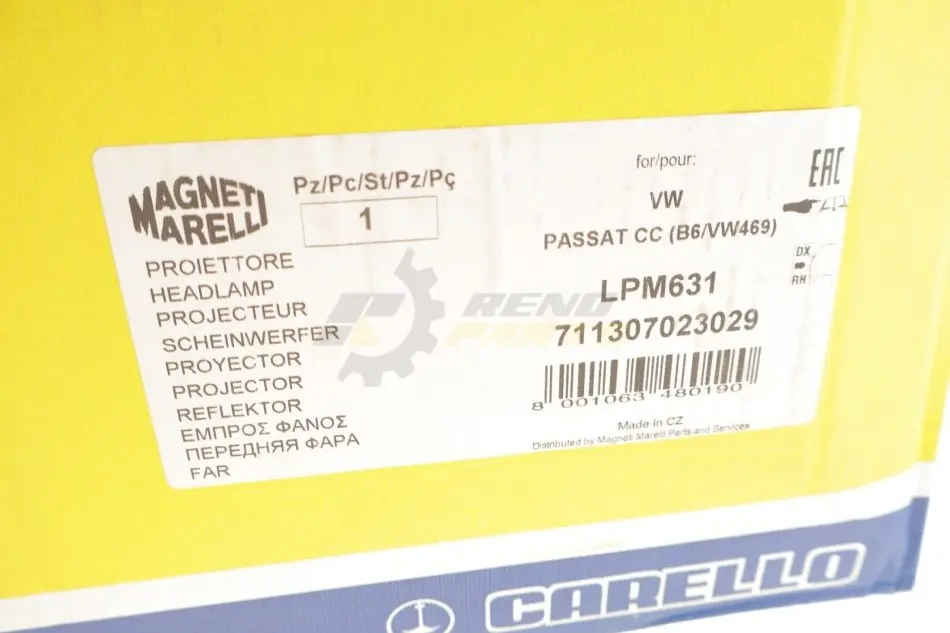 MAGNETI
MARELLI
Pz/Pc/St/Pz/Pç
1
PROIETTORE
HEADLAMP
PROJECTEUR
SCHEINWERFER
PROYECTOR
PROJECTOR
REFLEKTOR
ΕΜΠΡΟΣ ΦΑΝΟΣ
ПЕРЕДНЯЯ ФАРА
FAR
for/pour:
VW
PASSAT CC (B6/VW469)
LPM631
711307023029
8 001063 480190
Made in CZ
Distributed by Magneti Marelli Parts and Services
EAC
DX
RH
REND
PARTS
CARELLO